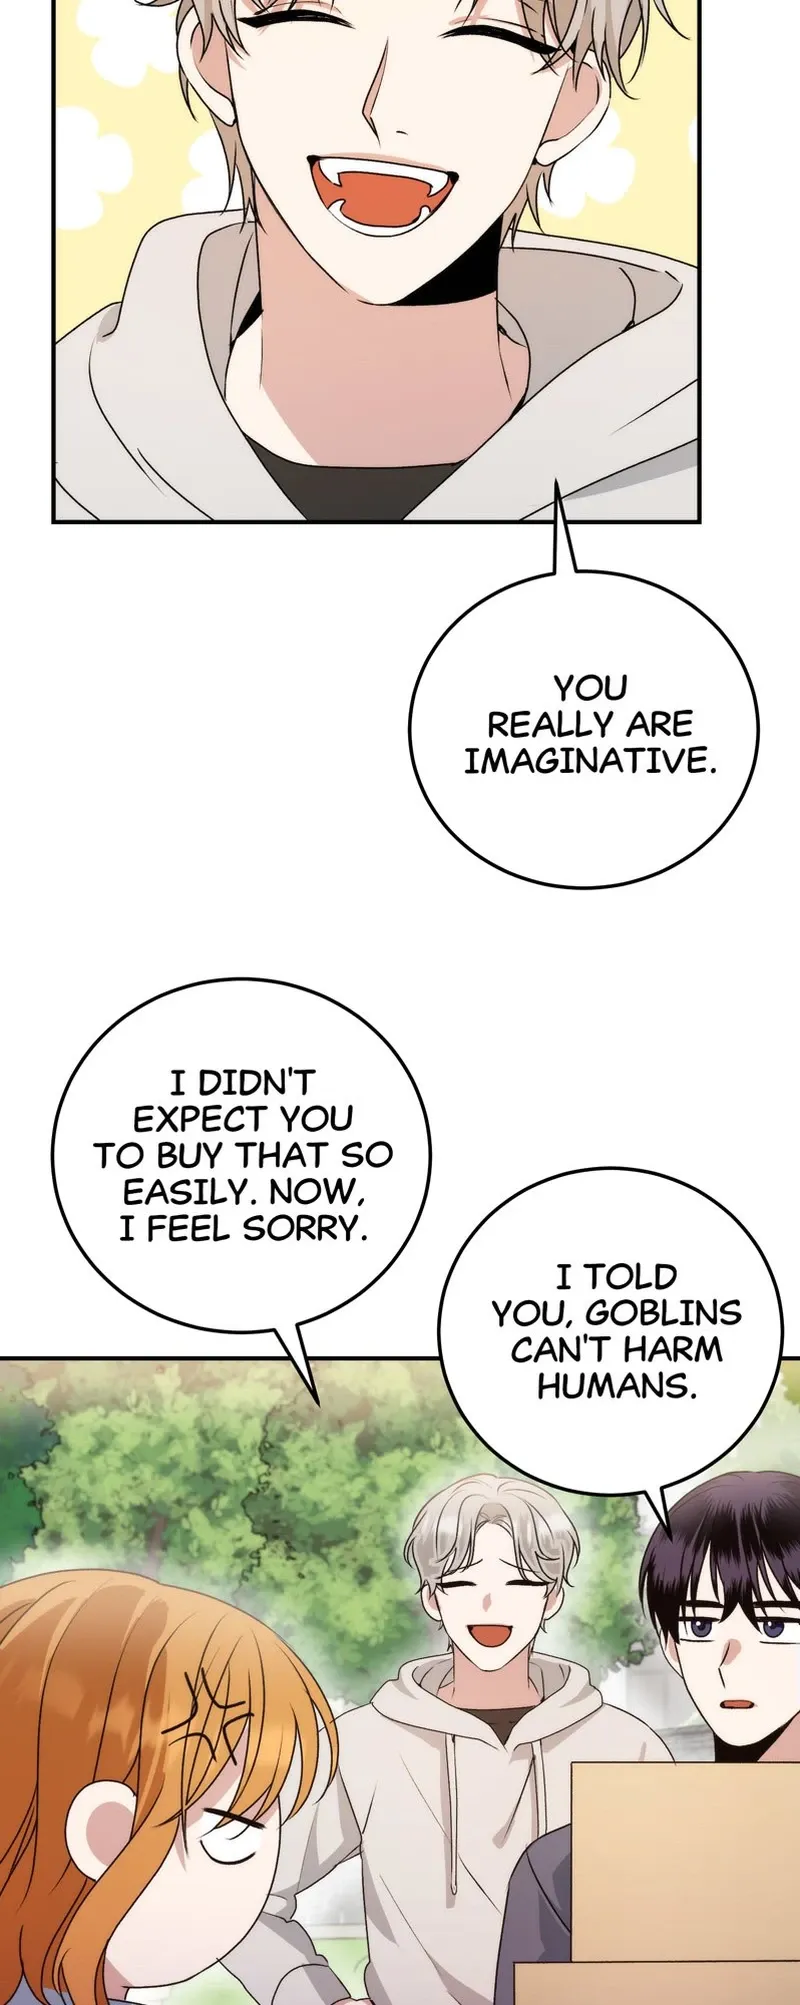 YOU
REALLY ARE
IMAGINATIVE.
I DIDN'T
EXPECT YOU
TO BUY THAT SO
EASILY. NOW,
I FEEL SORRY.
I TOLD
YOU, GOBLINS
CAN'T HARM
HUMANS.